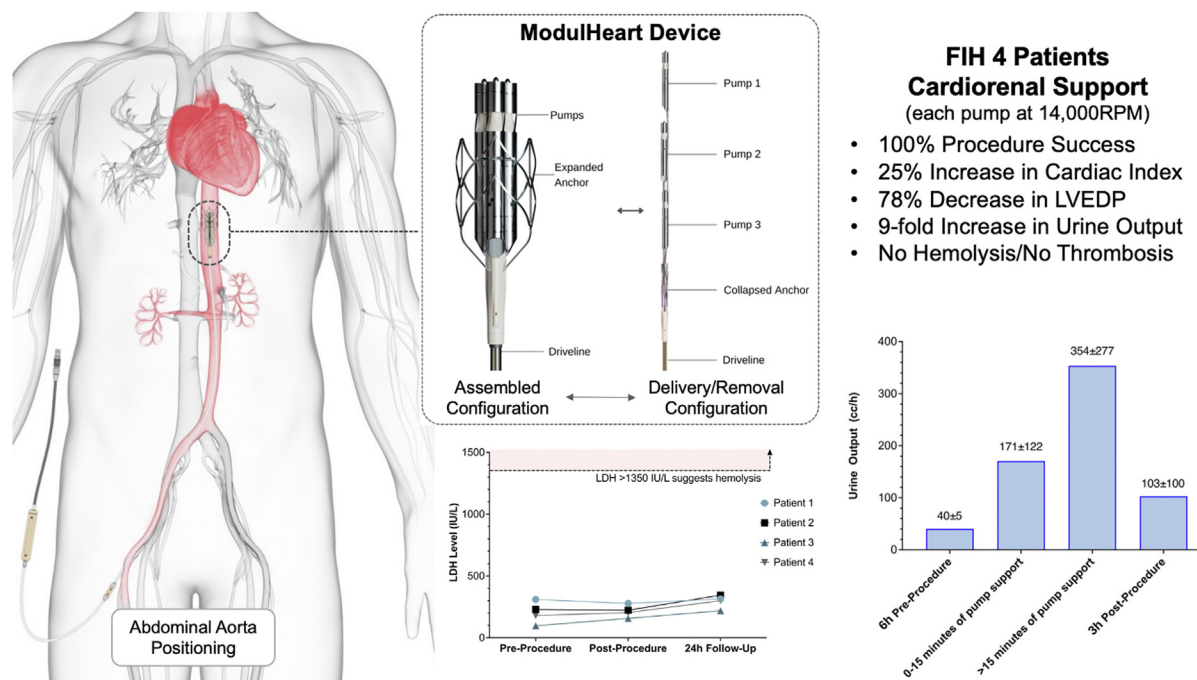 ModulHeart Device
Pumps
Expanded
Anchor
Driveline
Assembled
Configuration
Pump 1
Pump 2
Pump 3
Collapsed Anchor
Driveline
Delivery/Removal
Configuration
Abdominal Aorta
Positioning
FIH 4 Patients
Cardiorenal Support
(each pump at 14,000RPM)
• 100% Procedure Success
• 25% Increase in Cardiac Index
• 78% Decrease in LVEDP
• 9-fold Increase in Urine Output
• No Hemolysis/No Thrombosis
LDH Level (IU/L)
1500
1000
500
0
LDH >1350 IU/L suggests hemolysis
Patient 1
Patient 2
Patient 3
Patient 4
Pre-Procedure
Post-Procedure
24h Follow-Up
Urine Output (cc/h)
400
300
200
100
0
40±5
171±122
354±277
103±100
6h Pre-Procedure
0-15 minutes of pump support
>15 minutes of pump support
3h Post-Procedure